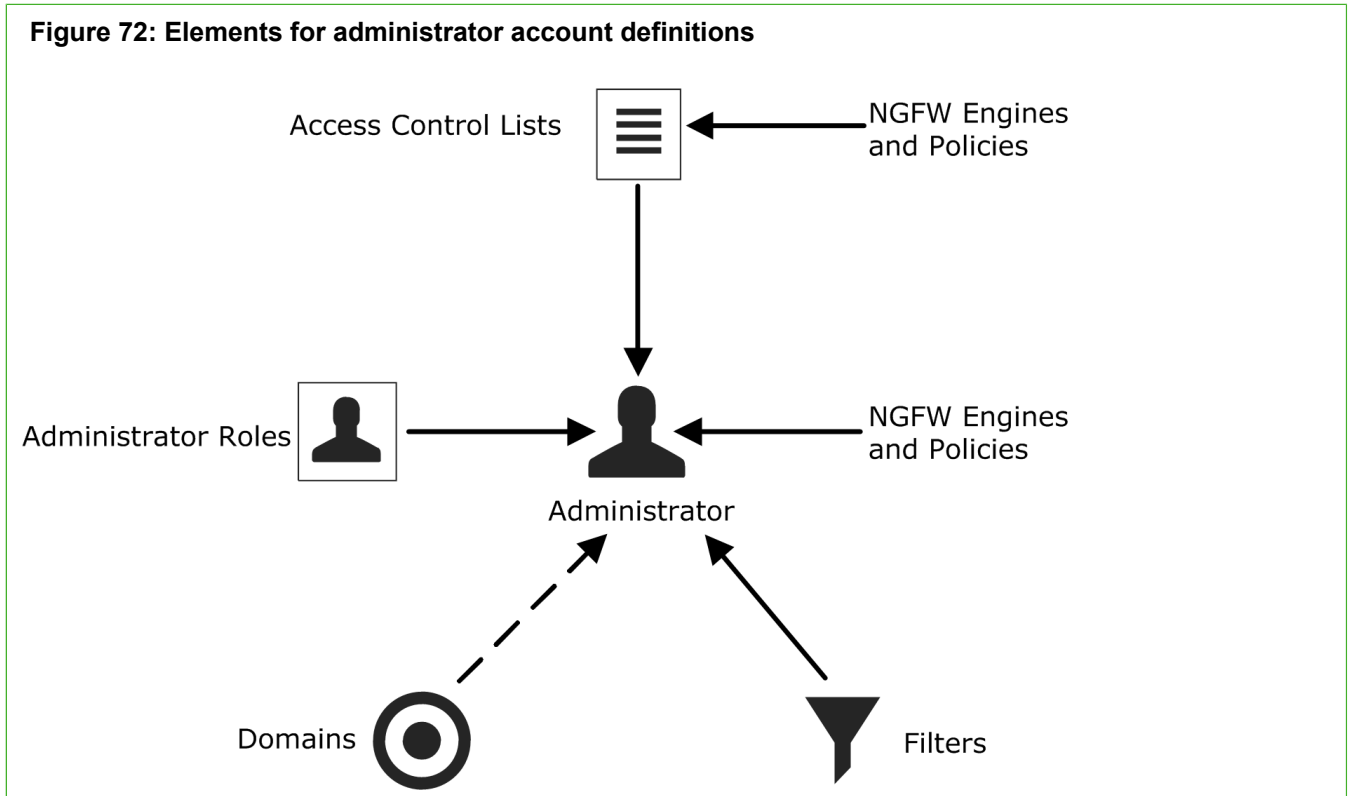 Figure 72: Elements for administrator account definitions
Access Control Lists
NGFW Engines
and Policies
Administrator Roles
NGFW Engines
and Policies
Administrator
Domains
Filters